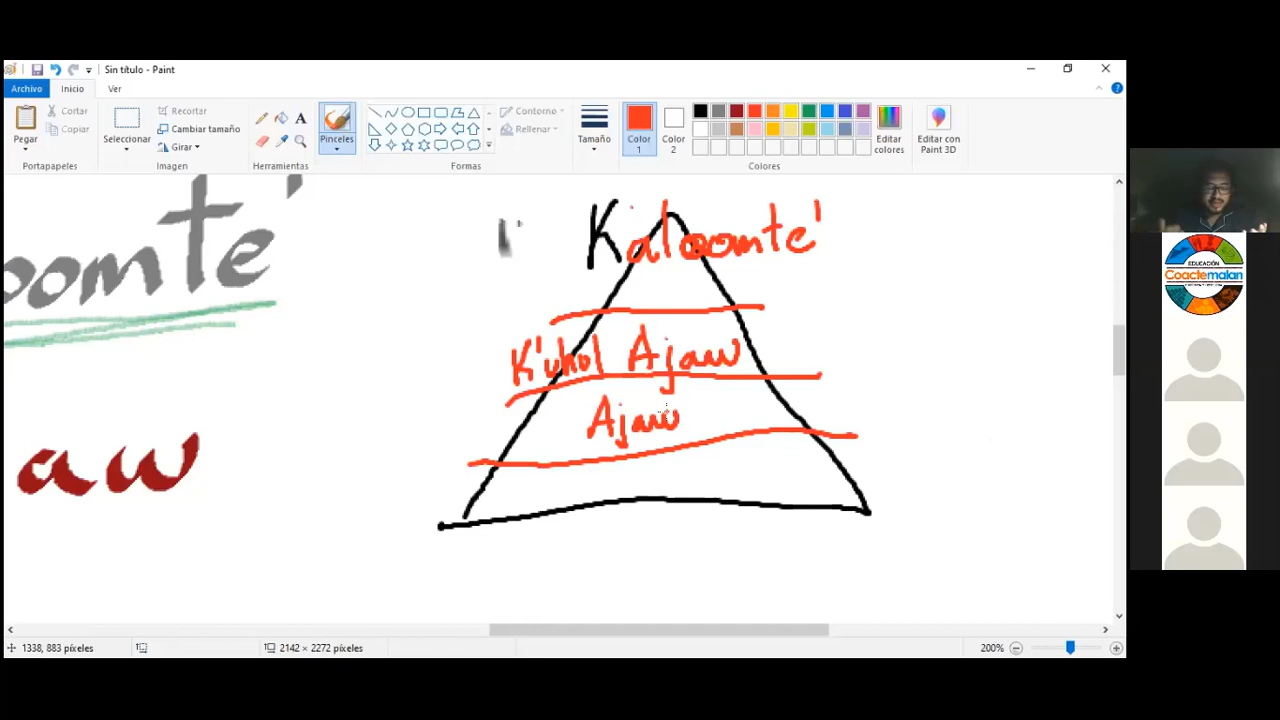 Sin título - Paint
Archivo
Inicio
Ver
Pegar
Cortar
Copiar
Portapapeles
Seleccionar
Recortar
Cambiar tamaño
Girar
Imagen
A
Herramientas
Pinceles
Contorno
Rellenar
Formas
Tamaño
Color 1
Color 2
Editar colores
Colores
Editar con Paint 3D
oomte'
aw
Kaloomte'
K'uhul Ajaw
Ajaw
EDUCACIÓN
Coactemalan
1338, 883 píxeles
2142 × 2272 píxeles
200%